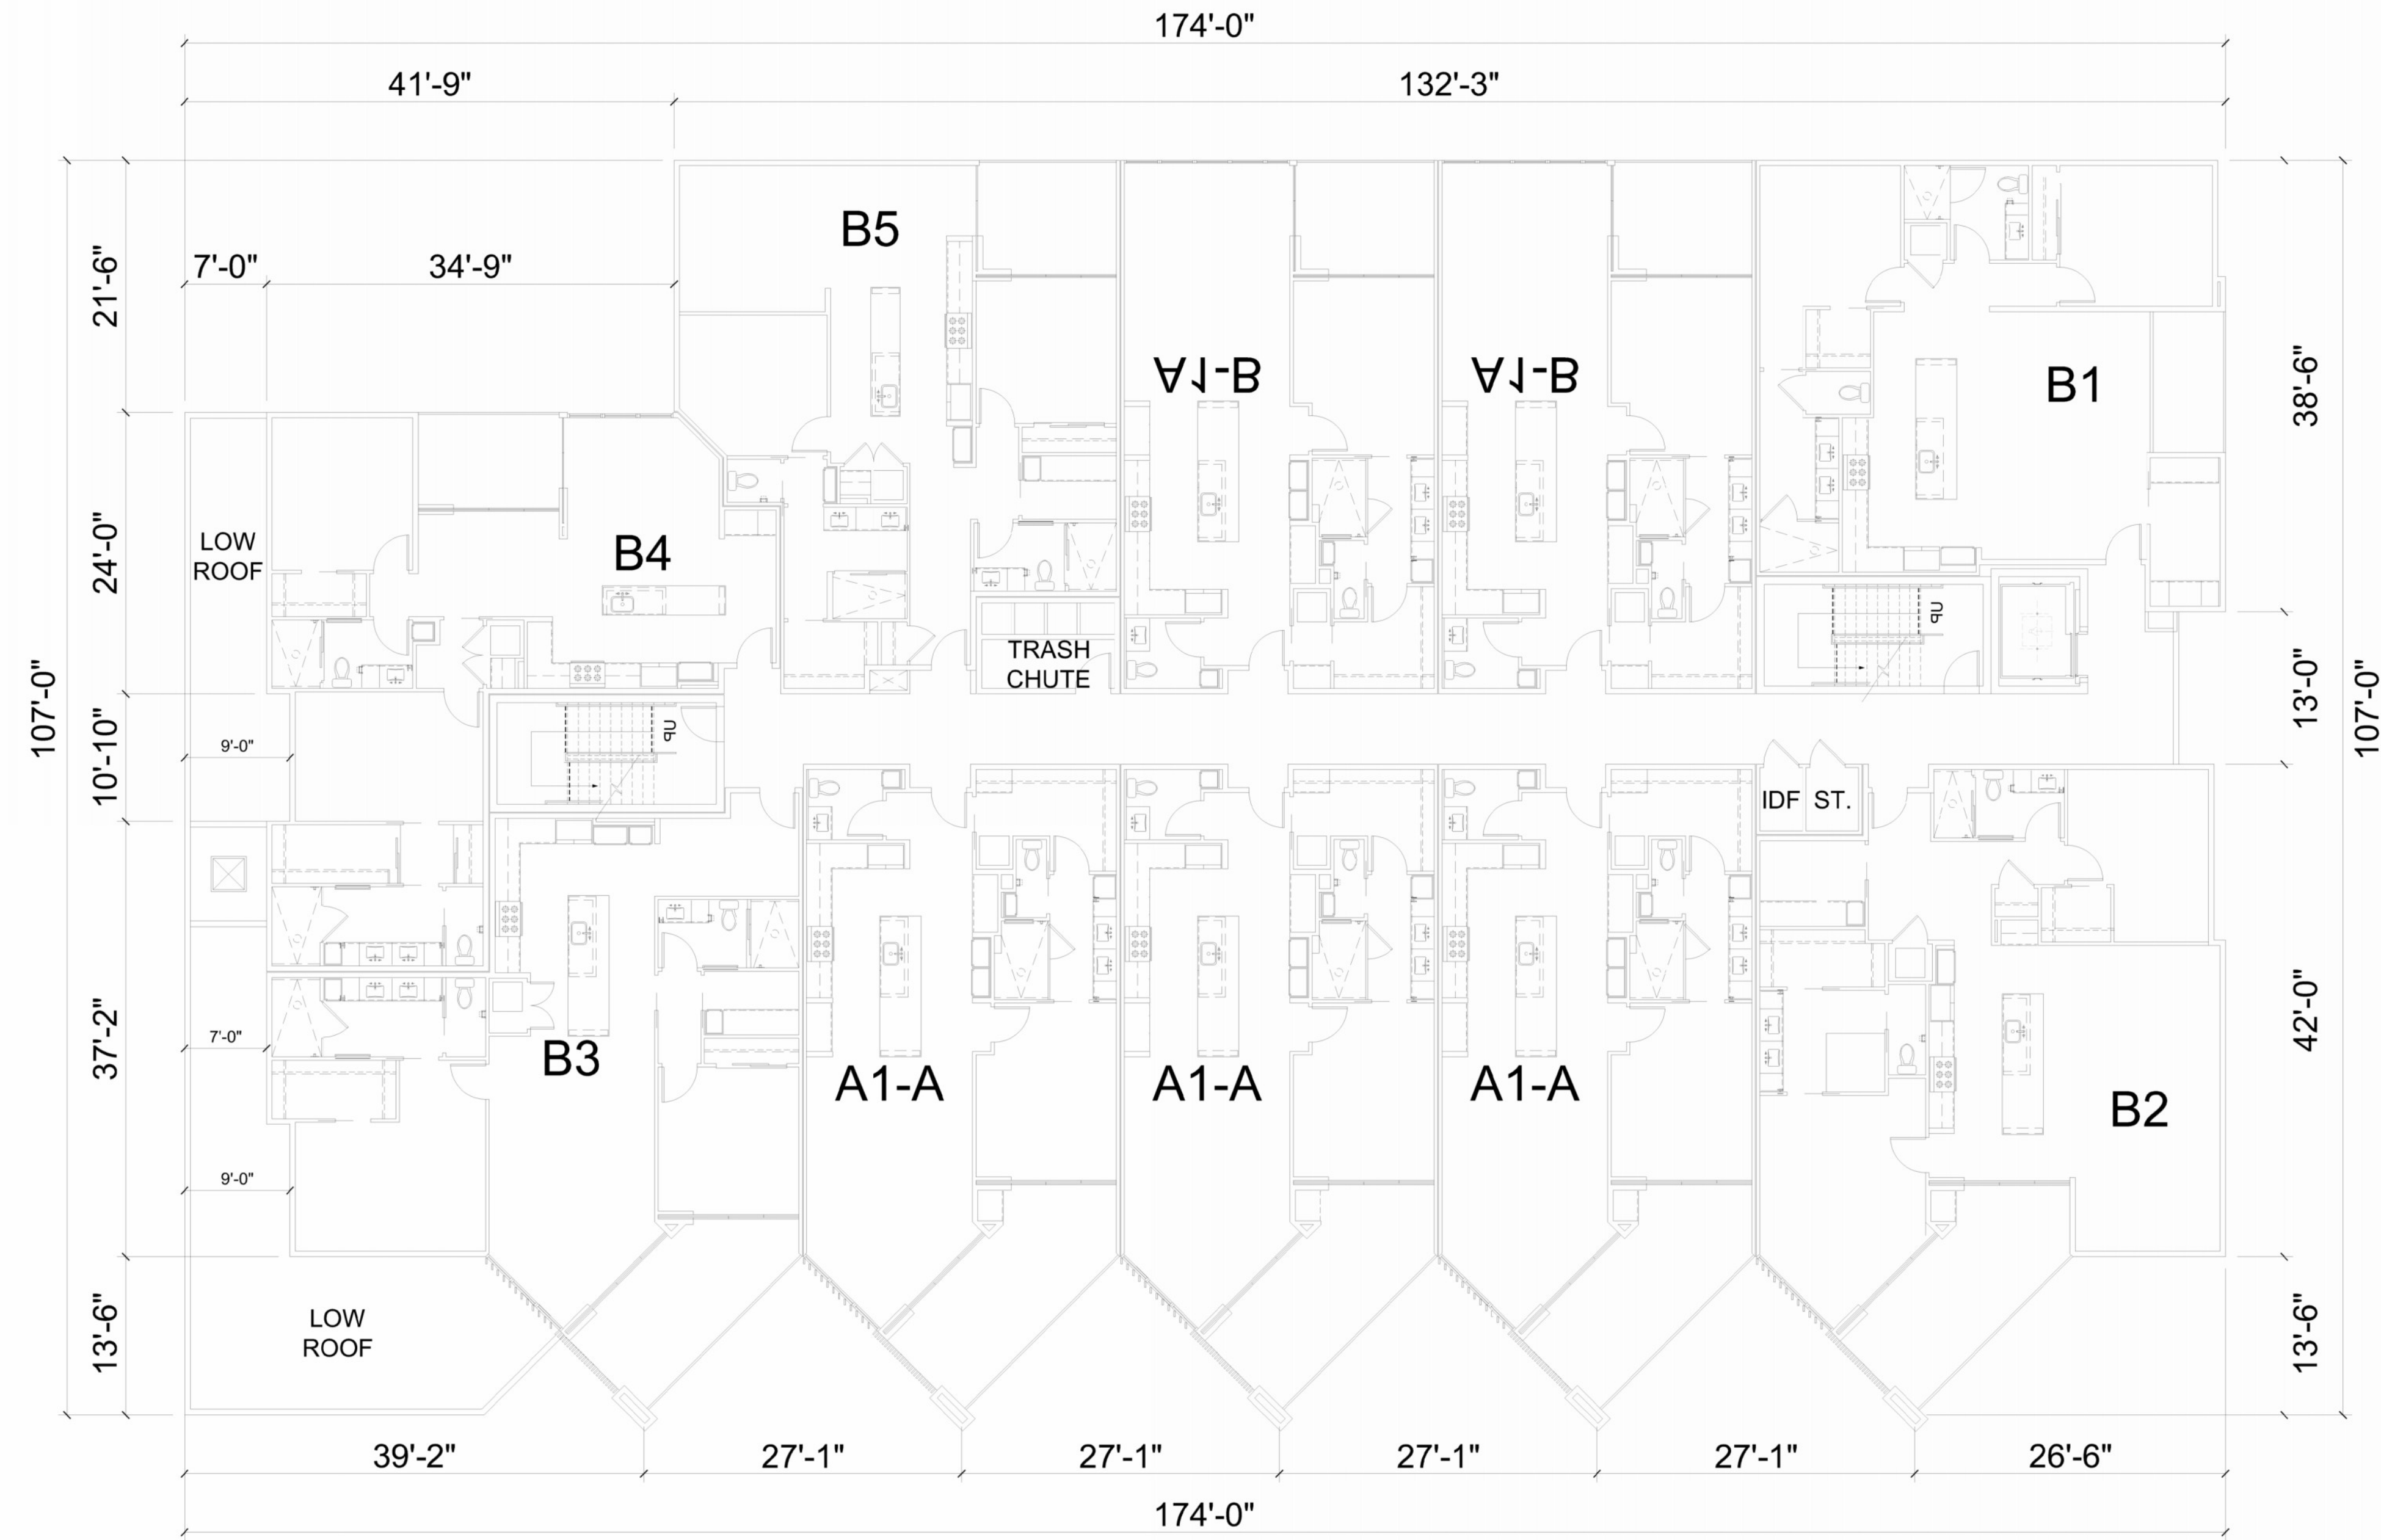 174'-0"
41'-9"
132'-3"
7'-0"
34'-9"
B5
A1-B
A1-B
B1
21'-6"
38'-6"
LOW
ROOF
B4
24'-0"
UP
TRASH
CHUTE
107'-0"
10'-10"
9'-0"
UP
13'-0"
107'-0"
IDF
ST.
7'-0"
37'-2"
B3
A1-A
A1-A
A1-A
B2
42'-0"
9'-0"
LOW
ROOF
13'-6"
13'-6"
39'-2"
27'-1"
27'-1"
27'-1"
27'-1"
26'-6"
174'-0"